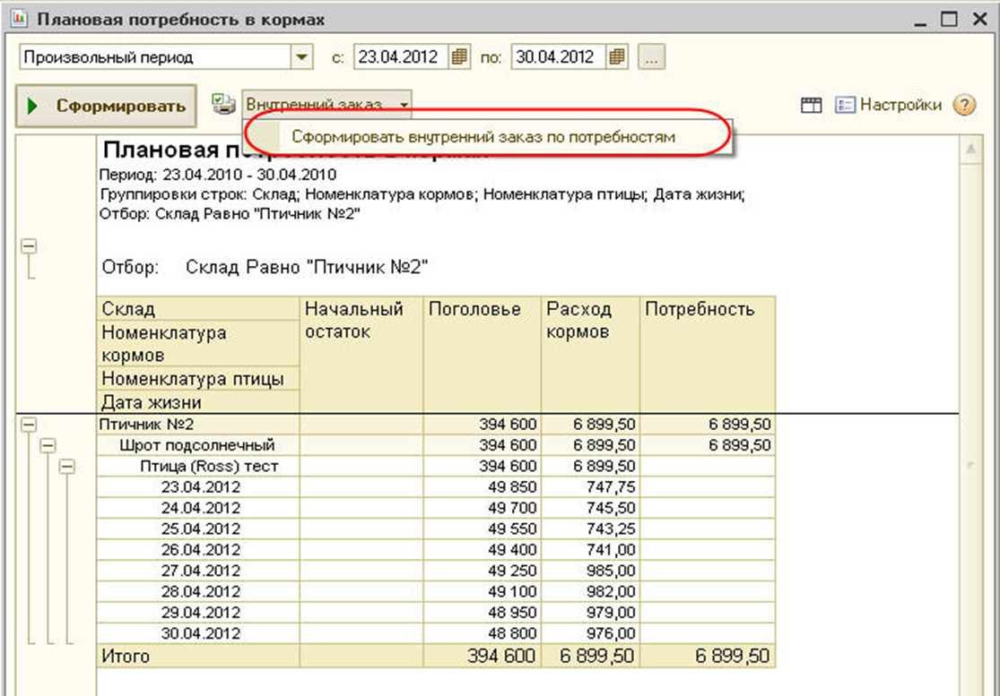 Плановая потребность в кормах
Произвольный период с: 23.04.2012 по: 30.04.2012 ...
Сформировать Внутренний заказ Настройки ?
Сформировать внутренний заказ по потребностям
Плановая
Период: 23.04.2010 - 30.04.2010
Группировки строк: Склад; Номенклатура кормов; Номенклатура птицы; Дата жизни;
Отбор: Склад Равно "Птичник №2"
Отбор: Склад Равно "Птичник №2"
Склад Начальный Поголовье Расход Потребность
Номенклатура остаток кормов
кормов
Номенклатура птицы
Дата жизни
Птичник №2 394 600 6 899,50 6 899,50
Шрот подсолнечный 394 600 6 899,50 6 899,50
Птица (Ross) тест 394 600 6 899,50
23.04.2012 49 850 747,75
24.04.2012 49 700 745,50
25.04.2012 49 550 743,25
26.04.2012 49 400 741,00
27.04.2012 49 250 985,00
28.04.2012 49 100 982,00
29.04.2012 48 950 979,00
30.04.2012 48 800 976,00
Итого 394 600 6 899,50 6 899,50